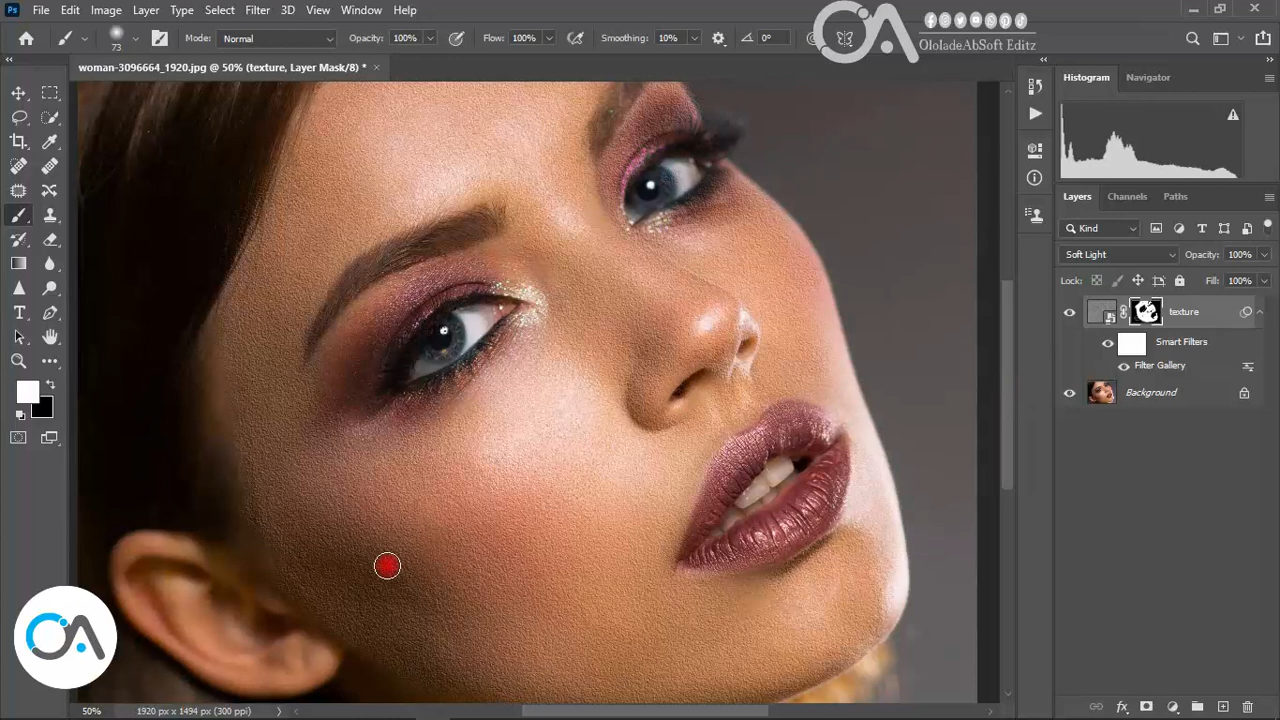 Ps File Edit Image Layer Type Select Filter 3D View Window Help
73 Mode: Normal Opacity: 100% Flow: 100% Smoothing: 10% 0°
OloladeAbSoft Editz
woman-3096664_1920.jpg @ 50% (texture, Layer Mask/8) * ×
Histogram Navigator
Layers Channels Paths
Kind
Soft Light Opacity: 100%
Lock: Fill: 100%
texture
Smart Filters
Filter Gallery
Background
50% 1920 px x 1494 px (300 ppi)